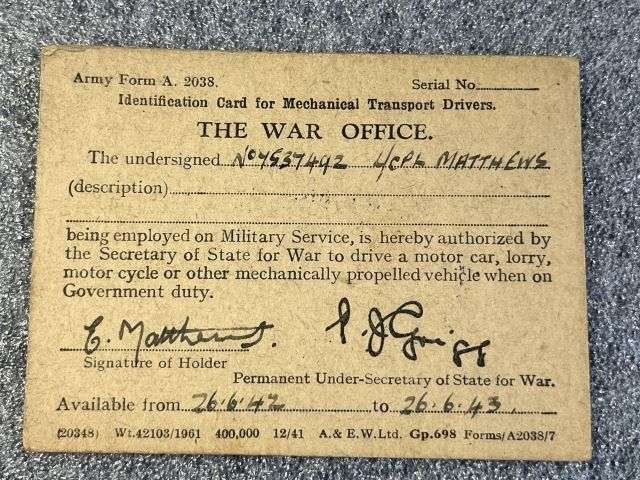 Army Form A. 2038. Serial No
Identification Card for Mechanical Transport Drivers.
THE WAR OFFICE.
The undersigned No 7537492 L/CPL MATTHEWS
(description)
being employed on Military Service, is hereby authorized by
the Secretary of State for War to drive a motor car, lorry,
motor cycle or other mechanically propelled vehicle when on
Government duty.
E. Matthews. P. J. Grigg
Signature of Holder
Permanent Under-Secretary of State for War.
Available from 26.6.42 to 26.6.43.
(20348) Wt.42103/1961 400,000 12/41 A. & E.W. Ltd. Gp.698 Forms/A2038/7